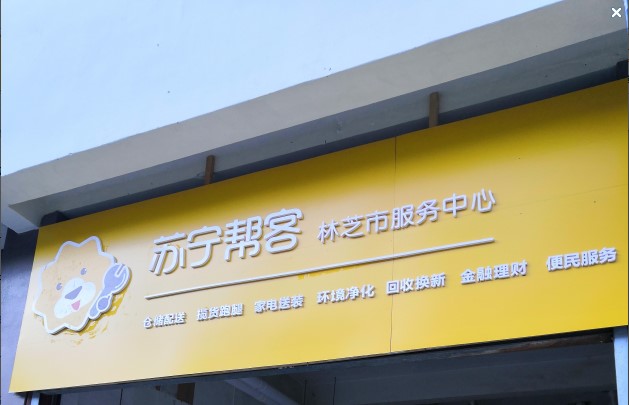 苏宁帮客 林芝市服务中心
仓储配送 揽货跑腿 家电送装 环境净化 回收换新 金融理财 便民服务